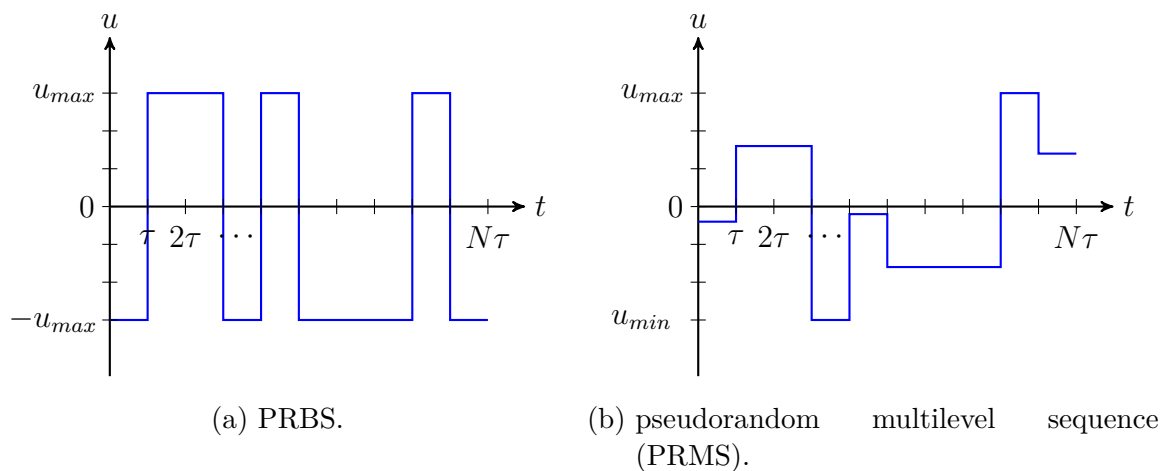 u
u_max
0
τ 2τ ⋯ Nτ
t
−u_max
(a) PRBS.
u
u_max
0
τ 2τ ⋯ Nτ
t
u_min
(b) pseudorandom multilevel sequence
(PRMS).